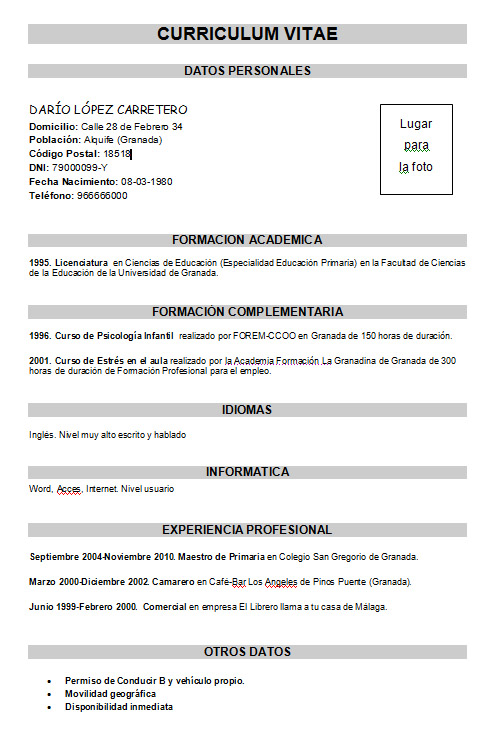 CURRICULUM VITAE
DATOS PERSONALES
DARÍO LÓPEZ CARRETERO
Domicilio: Calle 28 de Febrero 34
Población: Alquife (Granada)
Código Postal: 18518
DNI: 79000099-Y
Fecha Nacimiento: 08-03-1980
Teléfono: 966666000
Lugar
para
la foto
FORMACION ACADEMICA
1995. Licenciatura en Ciencias de Educación (Especialidad Educación Primaria) en la Facultad de Ciencias
de la Educación de la Universidad de Granada.
FORMACIÓN COMPLEMENTARIA
1996. Curso de Psicología Infantil realizado por FOREM-CCOO en Granada de 150 horas de duración.
2001. Curso de Estrés en el aula realizado por la Academia Formación La Granadina de Granada de 300
horas de duración de Formación Profesional para el empleo.
IDIOMAS
Inglés. Nivel muy alto escrito y hablado
INFORMATICA
Word, Acces, Internet. Nivel usuario
EXPERIENCIA PROFESIONAL
Septiembre 2004-Noviembre 2010. Maestro de Primaria en Colegio San Gregorio de Granada.
Marzo 2000-Diciembre 2002. Camarero en Café-Bar Los Angeles de Pinos Puente (Granada).
Junio 1999-Febrero 2000. Comercial en empresa El Librero llama a tu casa de Málaga.
OTROS DATOS
• Permiso de Conducir B y vehículo propio.
• Movilidad geográfica
• Disponibilidad inmediata